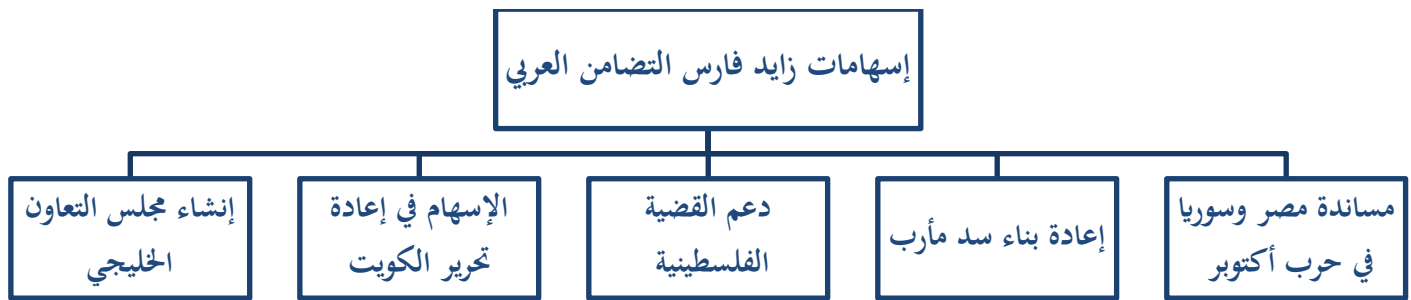 إسهامات زايد فارس التضامن العربي
مساندة مصر وسوريا
في حرب أكتوبر
إعادة بناء سد مأرب
دعم القضية
الفلسطينية
الإسهام في إعادة
تحرير الكويت
إنشاء مجلس التعاون
الخليجي